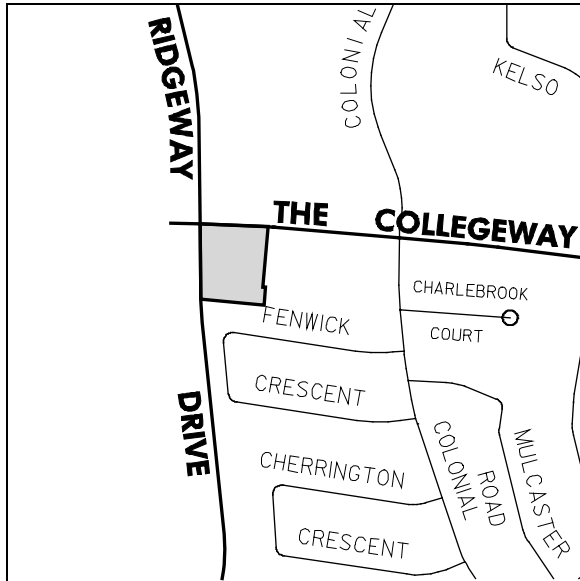 RIDGEWAY
COLONIAL
KELSO
THE COLLEGEWAY
CHARLEBROOK
COURT
FENWICK
CRESCENT
DRIVE
COLONIAL
ROAD
MULCASTER
CHERRINGTON
CRESCENT